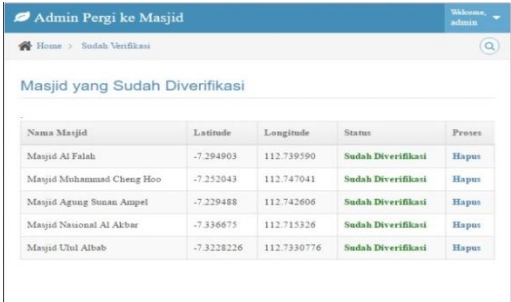 Admin Pergi ke Masjid
Welcome,
admin
Home > Sudah Verifikasi
Masjid yang Sudah Diverifikasi
Nama Masjid Latitude Longitude Status Proses
Masjid Al Falah -7.294903 112.739590 Sudah Diverifikasi Hapus
Masjid Muhammad Cheng Hoo -7.252043 112.747041 Sudah Diverifikasi Hapus
Masjid Agung Sunan Ampel -7.229488 112.742606 Sudah Diverifikasi Hapus
Masjid Nasional Al Akbar -7.336675 112.715326 Sudah Diverifikasi Hapus
Masjid Ulul Albab -7.3228226 112.7330776 Sudah Diverifikasi Hapus